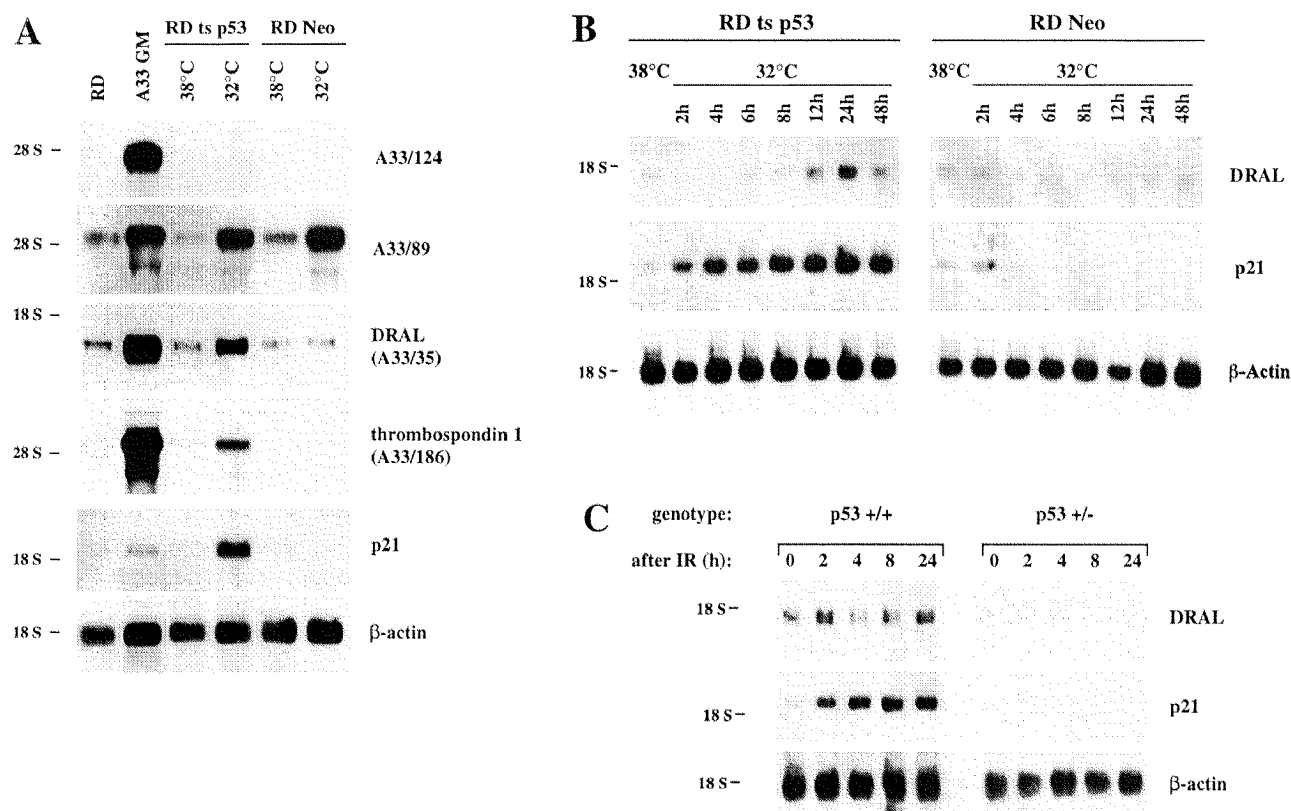 A
RD ts p53 RD Neo
RD A33 GM 38°C 32°C 38°C 32°C
28 S – A33/124
28 S – A33/89
18 S –
DRAL
(A33/35)
thrombospondin 1
28 S – (A33/186)
p21
18 S –
18 S – β-actin
B
RD ts p53 RD Neo
38°C 32°C 38°C 32°C
2h 4h 6h 8h 12h 24h 48h 2h 4h 6h 8h 12h 24h 48h
18 S – DRAL
p21
18 S –
18 S – β-Actin
C
genotype: p53 +/+ p53 +/-
after IR (h): 0 2 4 8 24 0 2 4 8 24
18 S – DRAL
p21
18 S –
18 S – β-actin